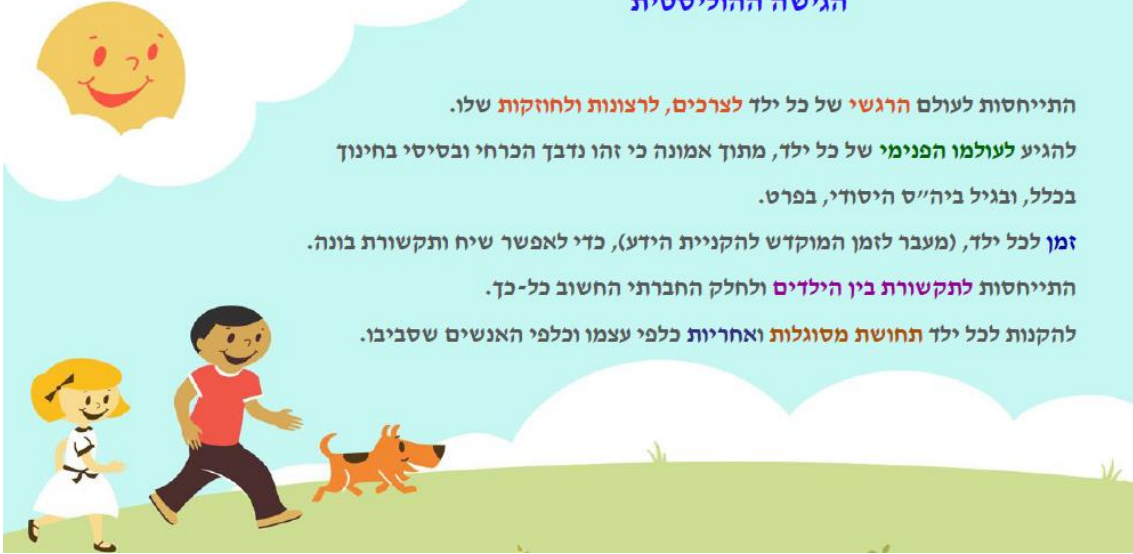 הגישה ההוליסטית
התייחסות לעולם הרגשי של כל ילד לצרכים, לרצונות ולחוזקות שלו.
להגיע לעולמו הפנימי של כל ילד, מתוך אמונה כי זהו נדבך הכרחי ובסיסי בחינוך
בכלל, ובגיל ביה״ס היסודי, בפרט.
זמן לכל ילד, (מעבר לזמן המוקדש להקניית הידע), כדי לאפשר שיח ותקשורת בונה.
התייחסות לתקשורת בין הילדים ולחלק החברתי החשוב כל-כך.
להקנות לכל ילד תחושת מסוגלות ואחריות כלפי עצמו וכלפי האנשים שסביבו.